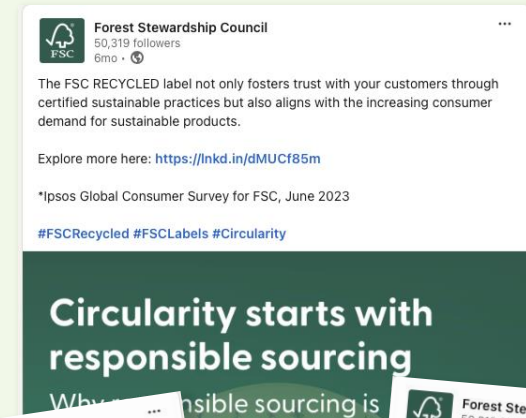 FSC
Forest Stewardship Council
50,319 followers
6mo •
The FSC RECYCLED label not only fosters trust with your customers through
certified sustainable practices but also aligns with the increasing consumer
demand for sustainable products.
Explore more here: https://lnkd.in/dMUCf85m
*Ipsos Global Consumer Survey for FSC, June 2023
#FSCRecycled #FSCLabels #Circularity
Circularity starts with
responsible sourcing
sourcing is
Forest